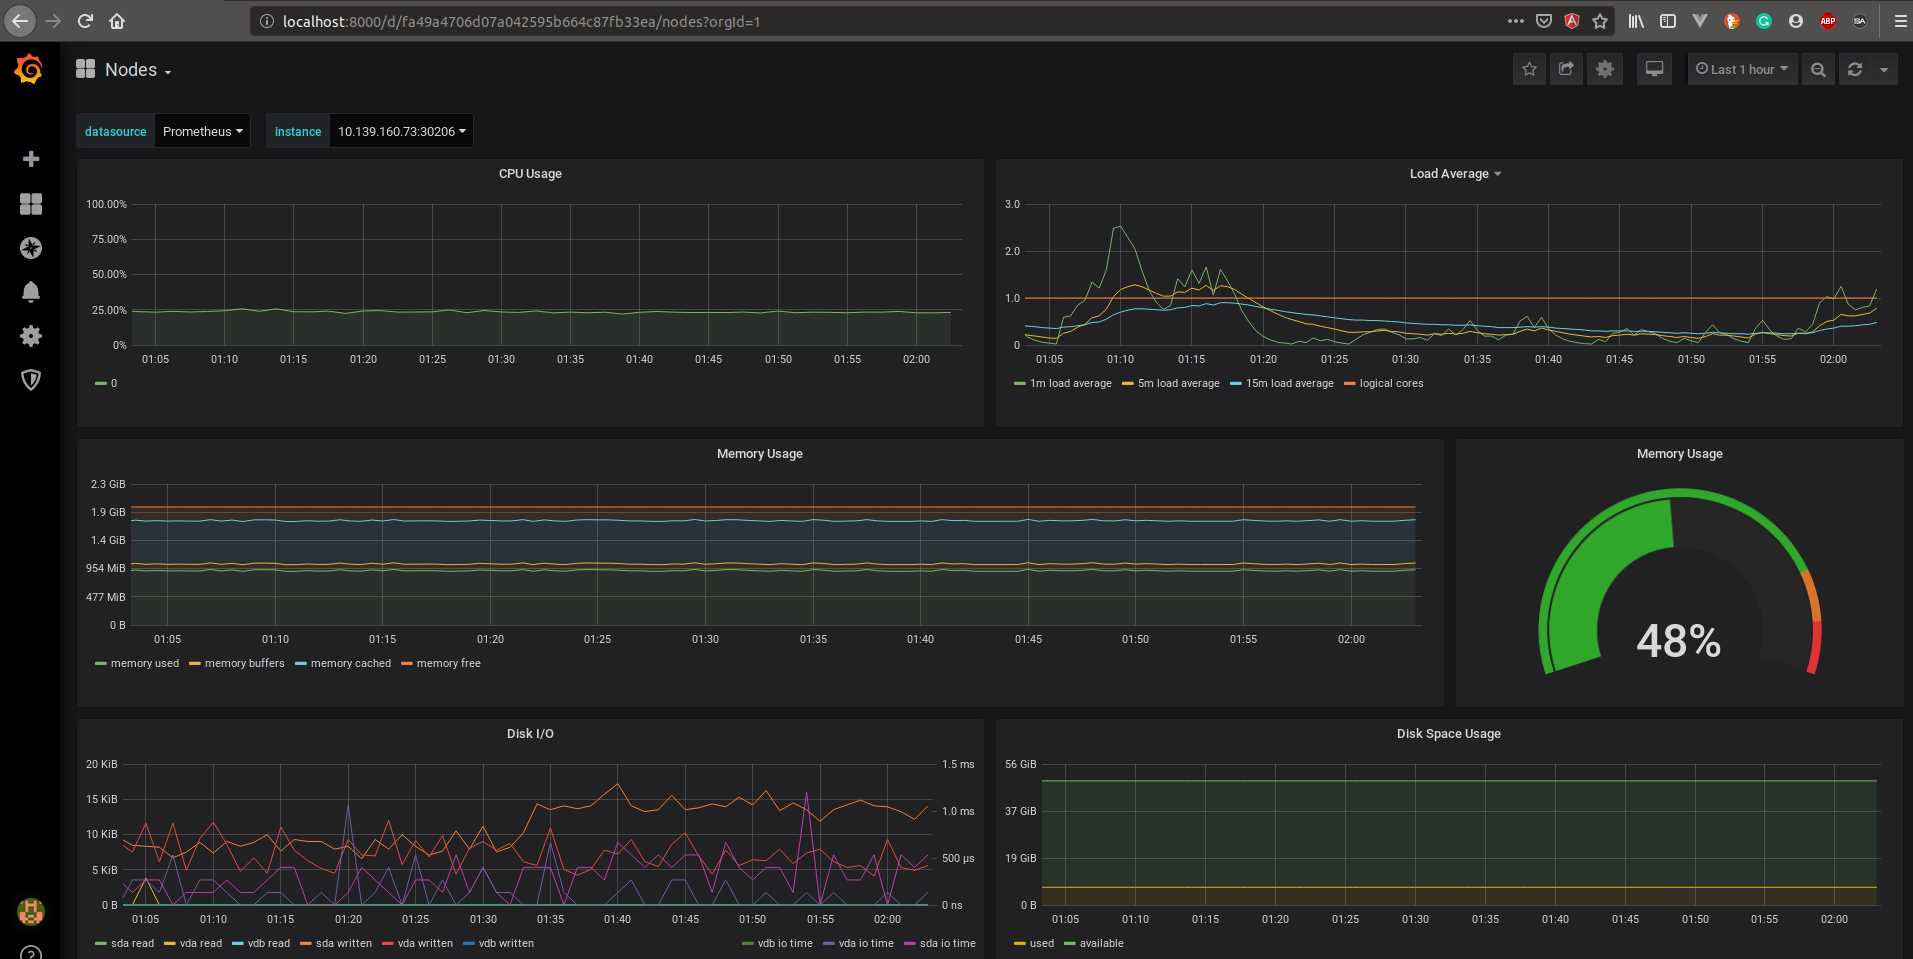 localhost:8000/d/fa49a4706d07a042595b664c87fb33ea/nodes?orgId=1
ABP
SA
Nodes
Last 1 hour
datasource Prometheus instance 10.139.160.73:30206
CPU Usage
100.00%
75.00%
50.00%
25.00%
0%
01:05 01:10 01:15 01:20 01:25 01:30 01:35 01:40 01:45 01:50 01:55 02:00
0
Load Average
3.0
2.0
1.0
0
01:05 01:10 01:15 01:20 01:25 01:30 01:35 01:40 01:45 01:50 01:55 02:00
1m load average 5m load average 15m load average logical cores
Memory Usage
2.3 GiB
1.9 GiB
1.4 GiB
954 MiB
477 MiB
0 B
01:05 01:10 01:15 01:20 01:25 01:30 01:35 01:40 01:45 01:50 01:55 02:00
memory used memory buffers memory cached memory free
Memory Usage
48%
Disk I/O
20 KiB
15 KiB
10 KiB
5 KiB
0 B
1.5 ms
1.0 ms
500 µs
0 ns
01:05 01:10 01:15 01:20 01:25 01:30 01:35 01:40 01:45 01:50 01:55 02:00
sda read vda read vdb read sda written vda written vdb written vdb io time vda io time sda io time
Disk Space Usage
56 GiB
37 GiB
19 GiB
0 B
01:05 01:10 01:15 01:20 01:25 01:30 01:35 01:40 01:45 01:50 01:55 02:00
used available